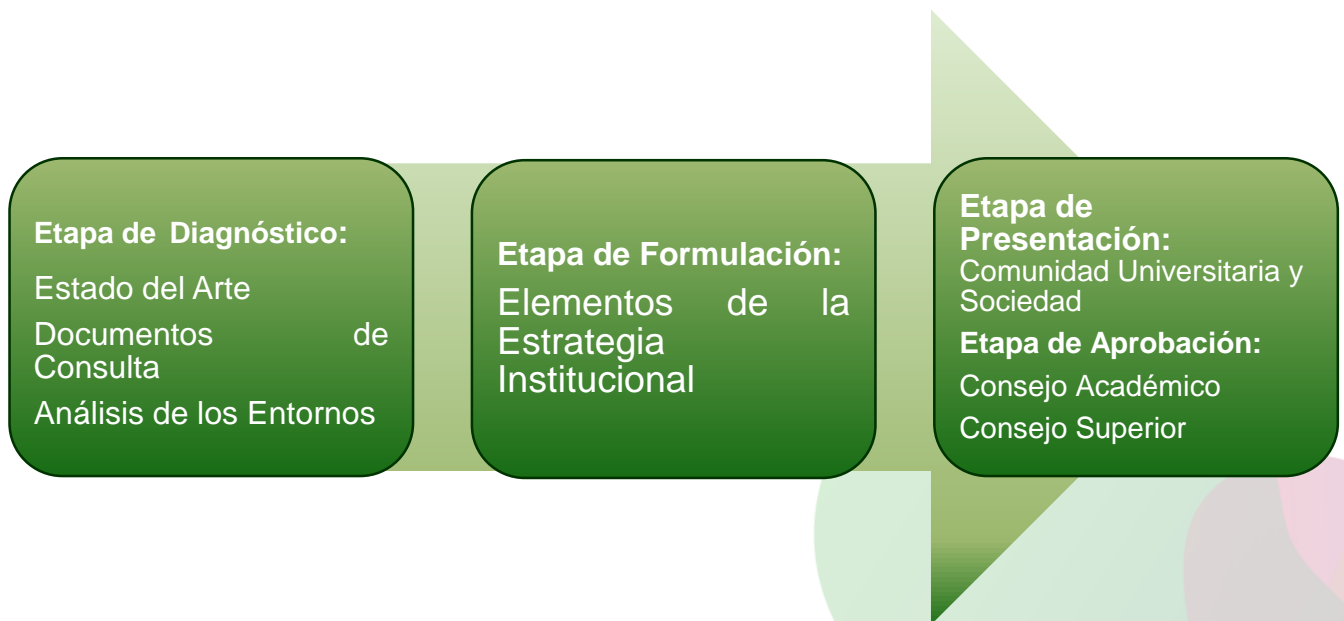 Etapa de Diagnóstico:
Estado del Arte
Documentos de
Consulta
Análisis de los Entornos
Etapa de Formulación:
Elementos de la
Estrategia
Institucional
Etapa de
Presentación:
Comunidad Universitaria y
Sociedad
Etapa de Aprobación:
Consejo Académico
Consejo Superior